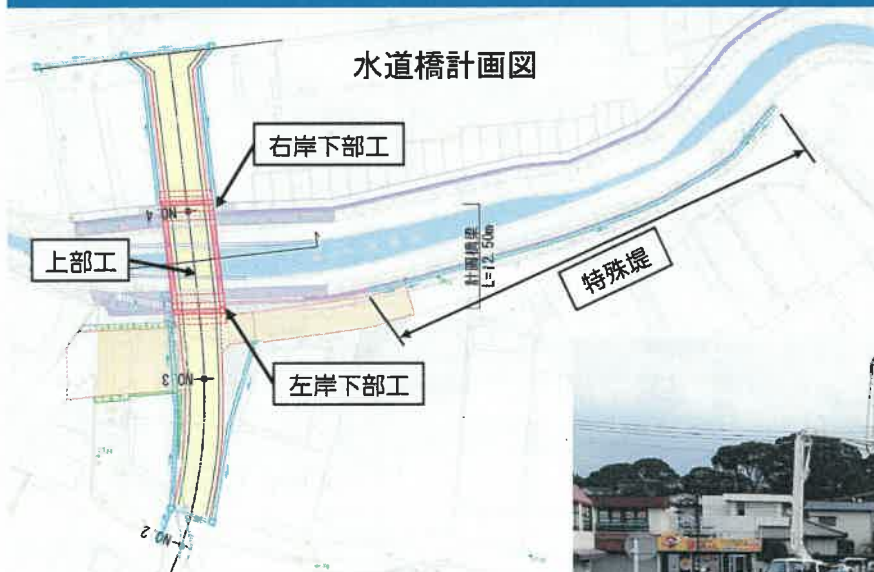 水道橋計画図
右岸下部工
NO.4
上部工
計画橋梁
L=12.50m
特殊堤
NO.3
左岸下部工
NO.2